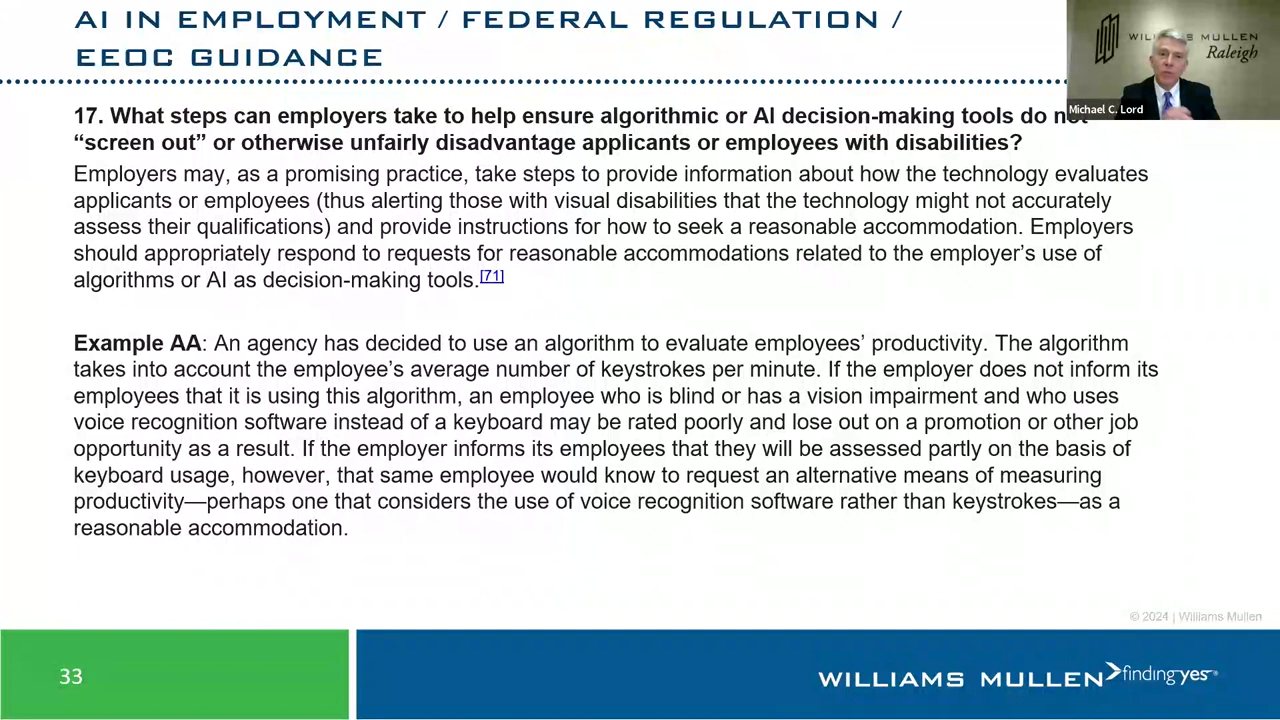 AI IN EMPLOYMENT / FEDERAL REGULATION /
EEOC GUIDANCE
WILLIAMS MULLEN
Raleigh
Michael C. Lord
17. What steps can employers take to help ensure algorithmic or AI decision-making tools do not
“screen out” or otherwise unfairly disadvantage applicants or employees with disabilities?
Employers may, as a promising practice, take steps to provide information about how the technology evaluates
applicants or employees (thus alerting those with visual disabilities that the technology might not accurately
assess their qualifications) and provide instructions for how to seek a reasonable accommodation. Employers
should appropriately respond to requests for reasonable accommodations related to the employer’s use of
algorithms or AI as decision-making tools.[71]
Example AA: An agency has decided to use an algorithm to evaluate employees’ productivity. The algorithm
takes into account the employee’s average number of keystrokes per minute. If the employer does not inform its
employees that it is using this algorithm, an employee who is blind or has a vision impairment and who uses
voice recognition software instead of a keyboard may be rated poorly and lose out on a promotion or other job
opportunity as a result. If the employer informs its employees that they will be assessed partly on the basis of
keyboard usage, however, that same employee would know to request an alternative means of measuring
productivity—perhaps one that considers the use of voice recognition software rather than keystrokes—as a
reasonable accommodation.
© 2024 | Williams Mullen
33
WILLIAMS MULLEN finding yes®